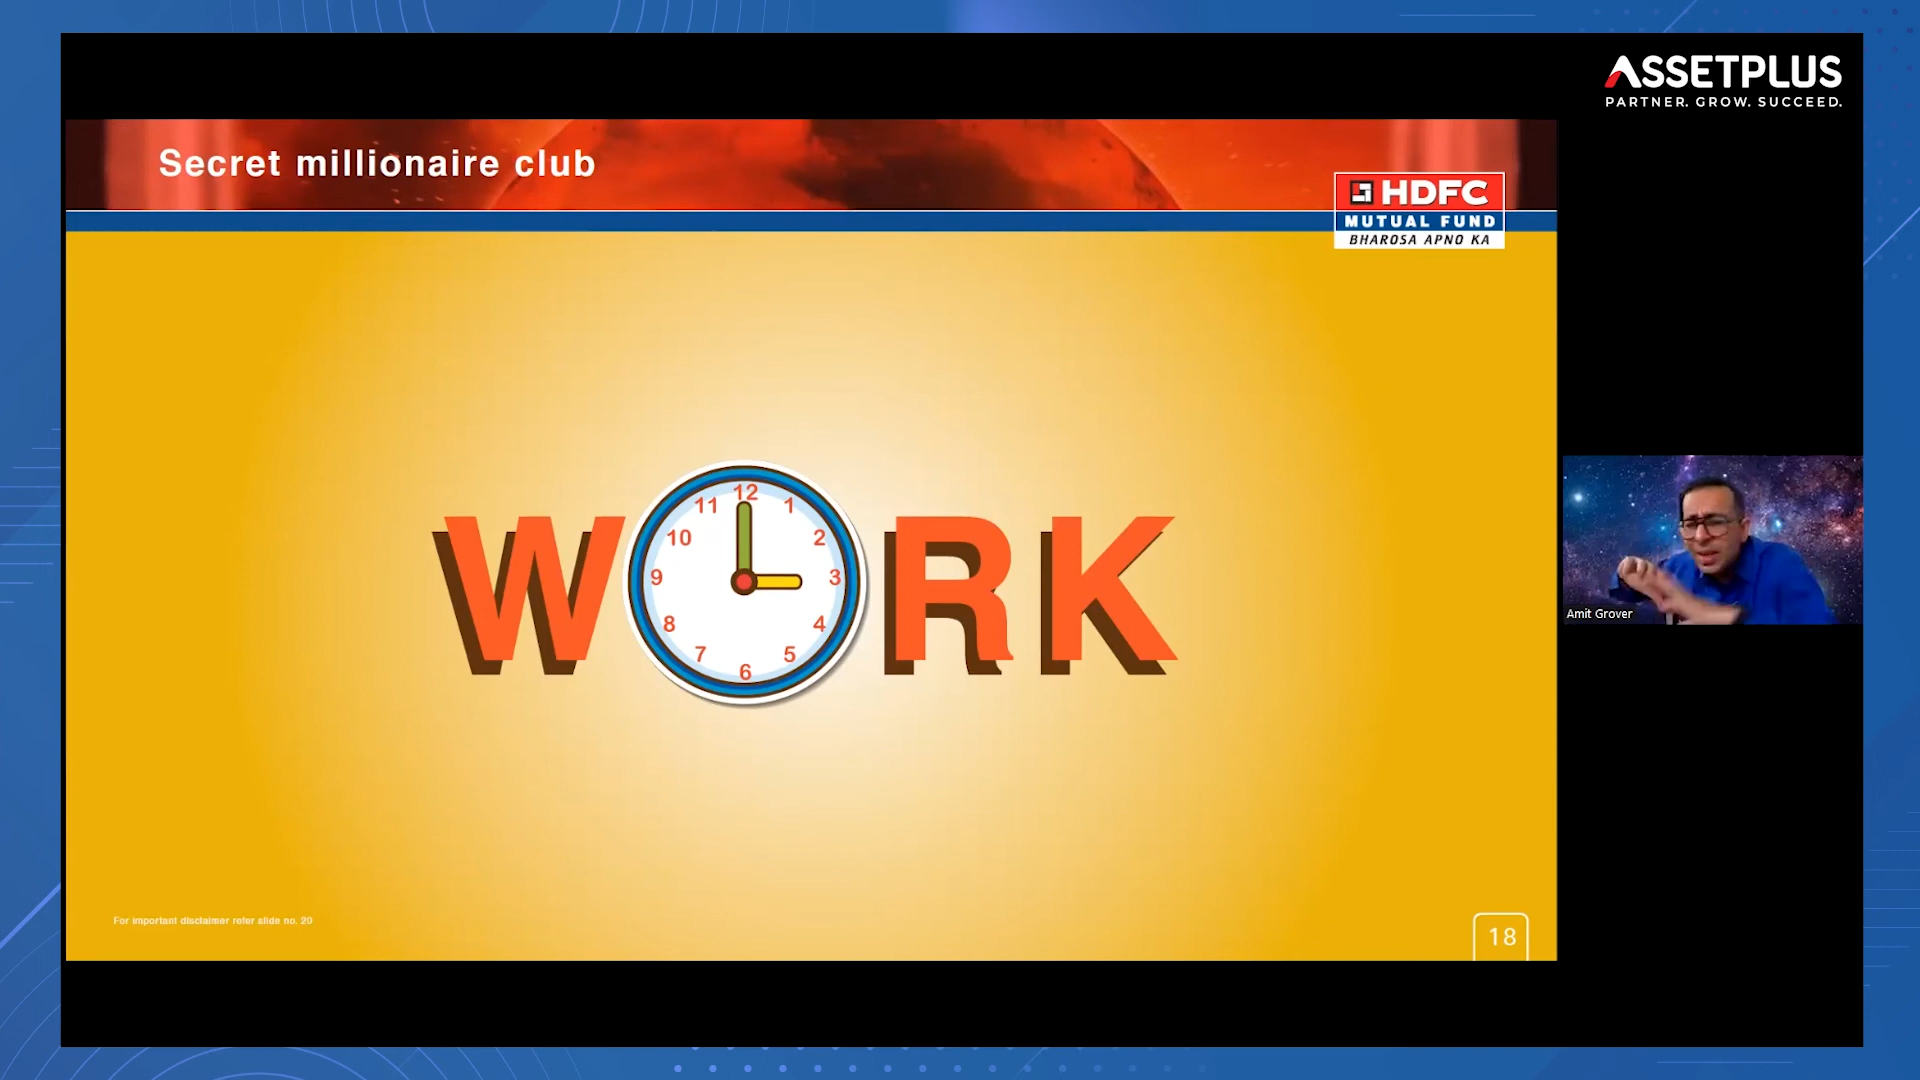 ASSETPLUS
PARTNER. GROW. SUCCEED.
Secret millionaire club
HDFC
MUTUAL FUND
BHAROSA APNO KA
WORK
12
1
2
3
4
5
6
7
8
9
10
11
Amit Grover
For important disclaimer refer slide no. 20
18